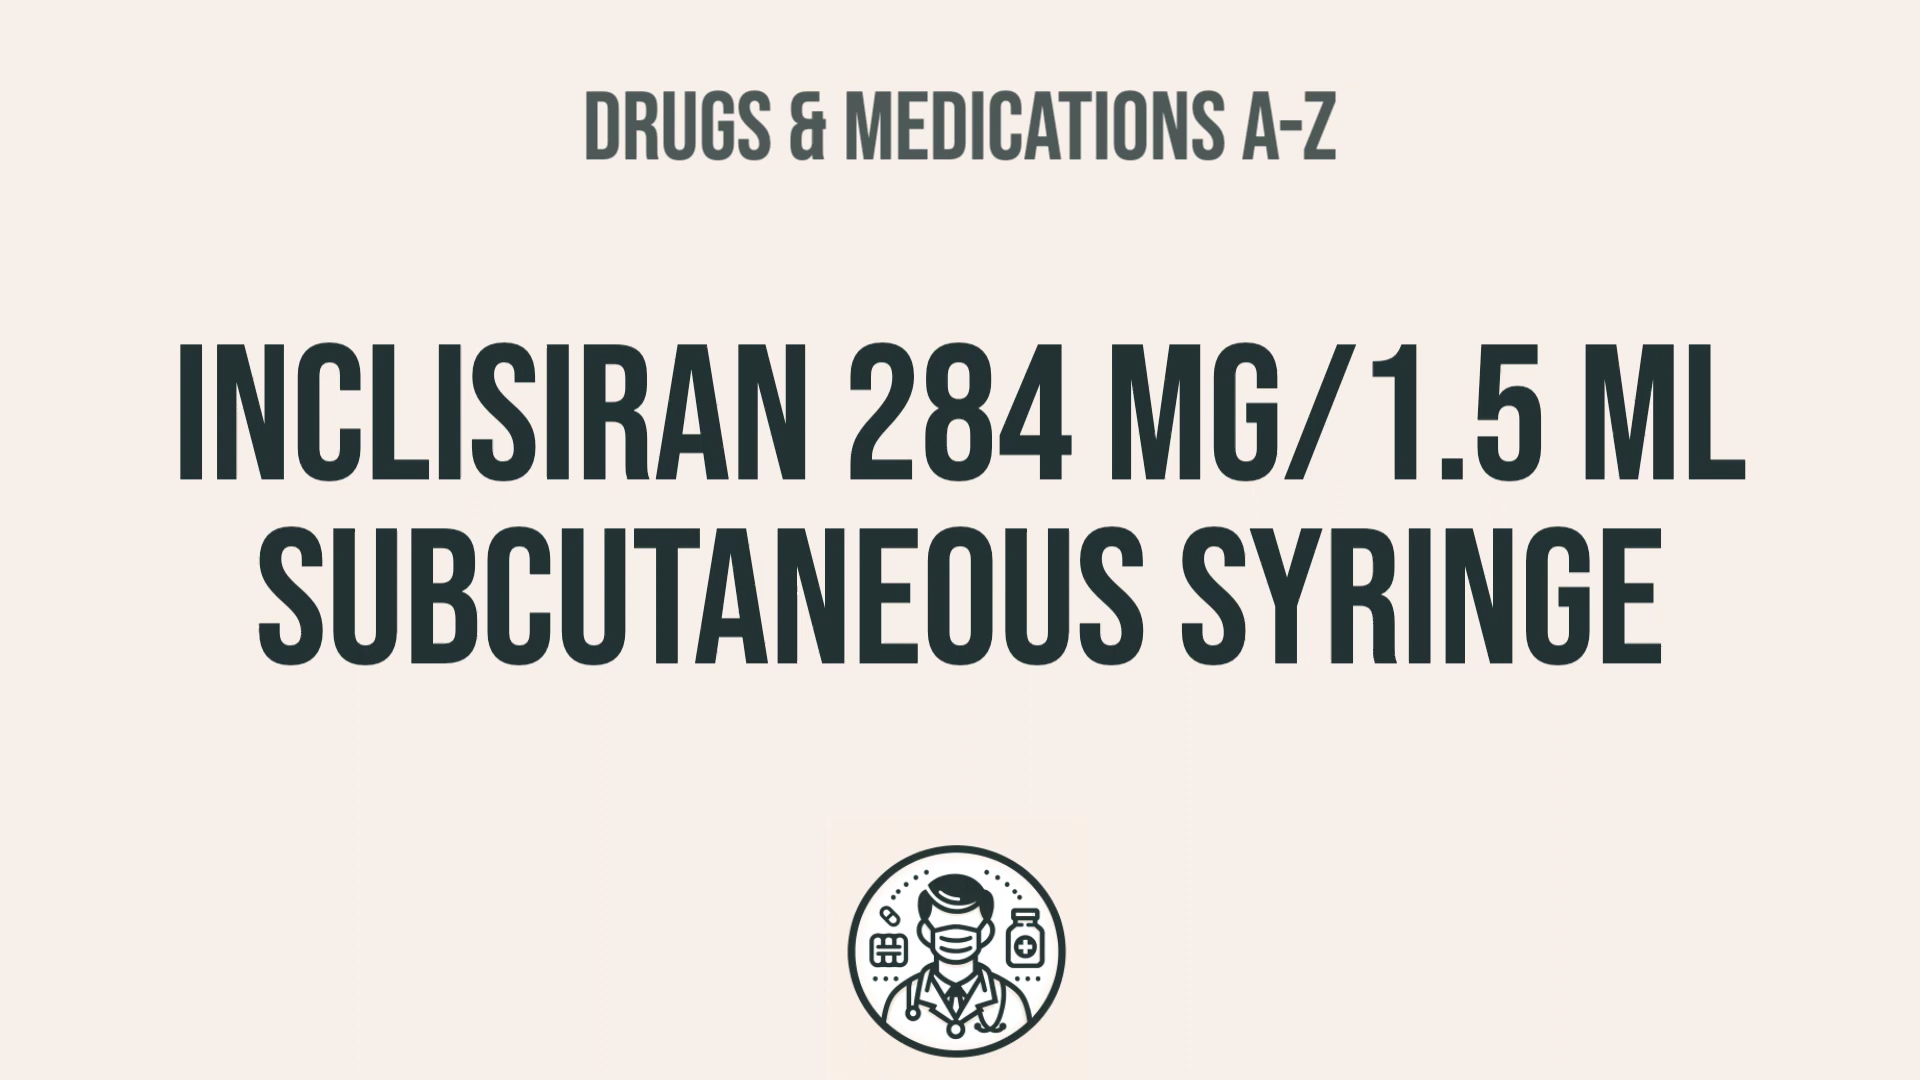 DRUGS & MEDICATIONS A-Z
INCLISIRAN 284 MG/1.5 ML
SUBCUTANEOUS SYRINGE